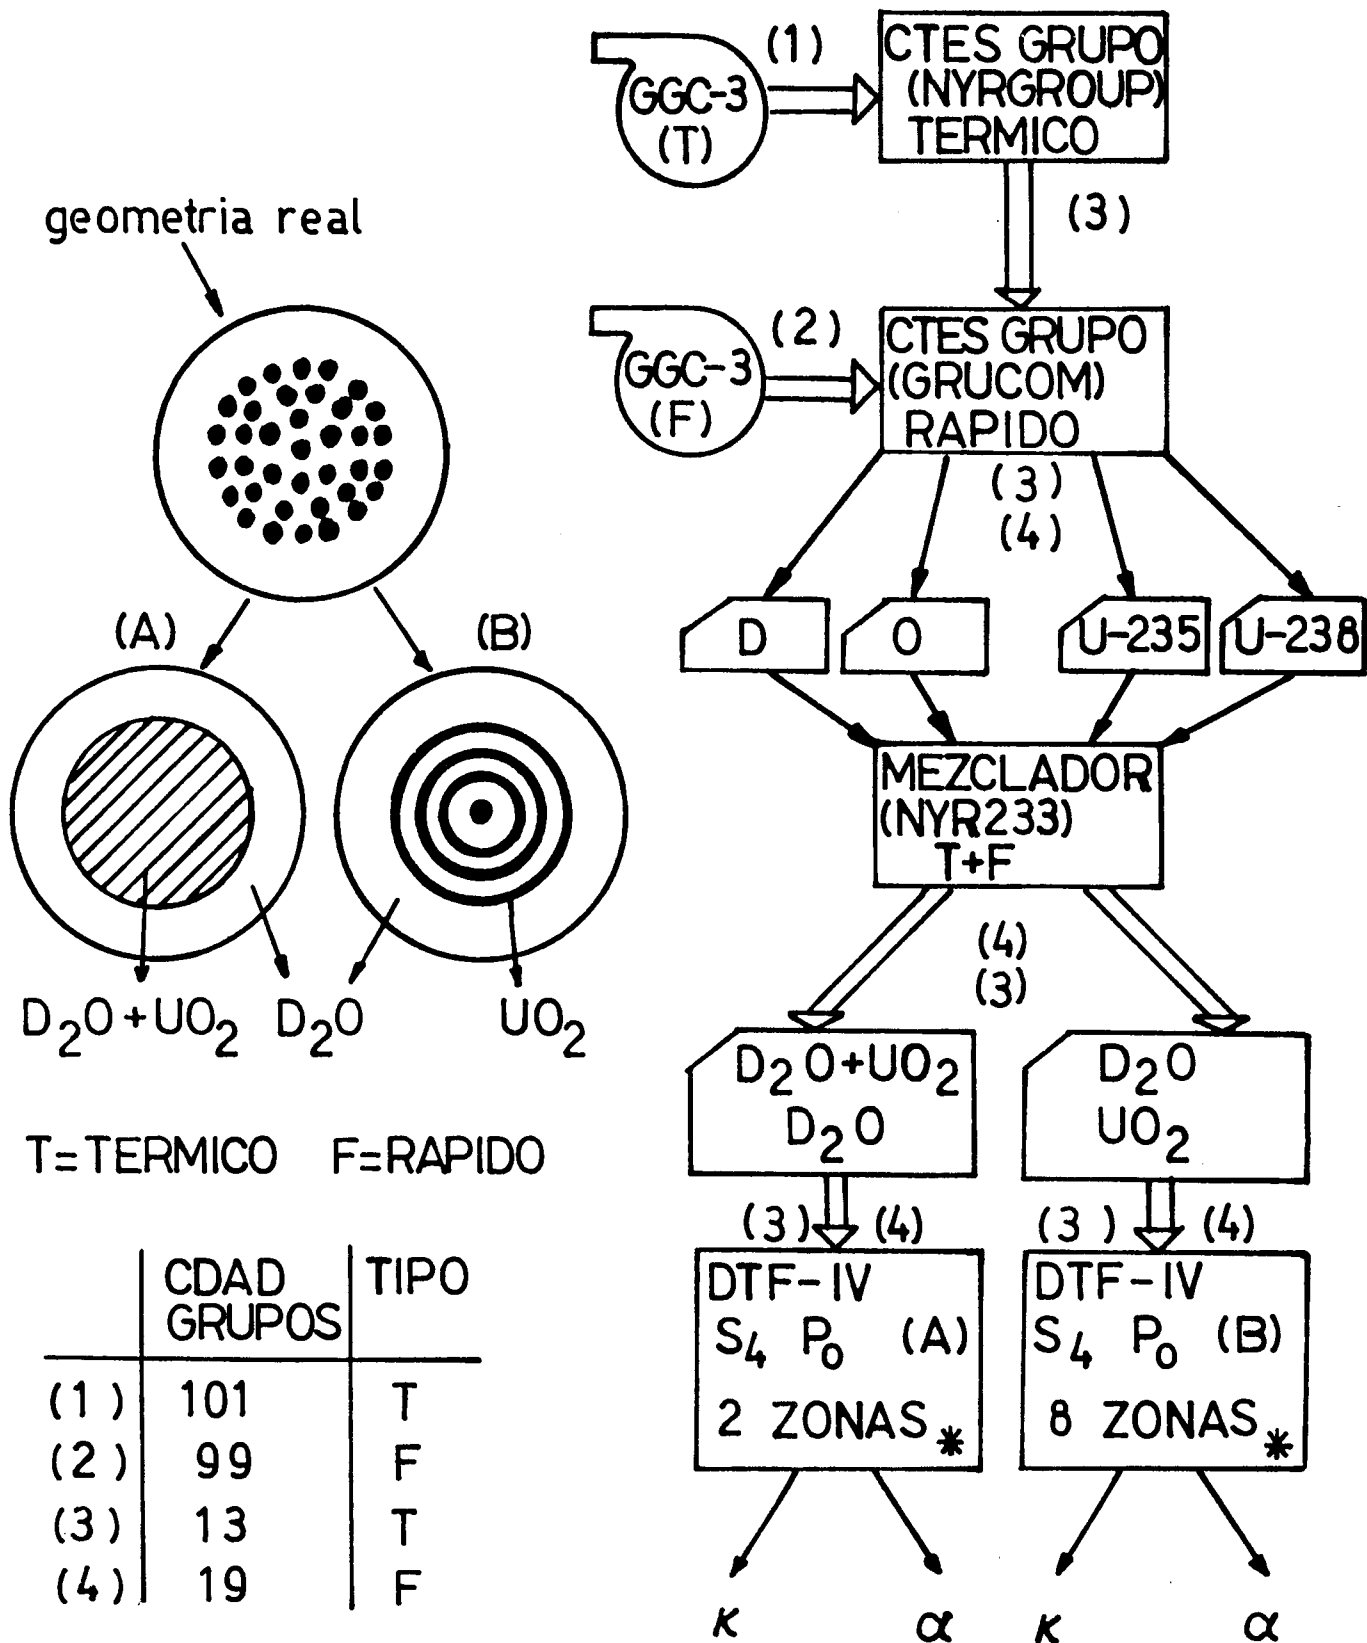 geometria real
(A)
(B)
D₂O+UO₂
D₂O
UO₂
T=TERMICO F=RAPIDO
CDAD GRUPOS
TIPO
(1) 101 T
(2) 99 F
(3) 13 T
(4) 19 F
GGC-3
(T)
(1)
CTES GRUPO
(NYRGROUP)
TERMICO
(3)
GGC-3
(F)
(2)
CTES GRUPO
(GRUCOM)
RAPIDO
(3)
(4)
D
O
U-235
U-238
MEZCLADOR
(NYR233)
T+F
(4)
(3)
D₂O+UO₂
D₂O
D₂O
UO₂
(3) (4)
(3) (4)
DTF-IV
S₄ P₀ (A)
2 ZONAS *
DTF-IV
S₄ P₀ (B)
8 ZONAS *
κ α
κ α